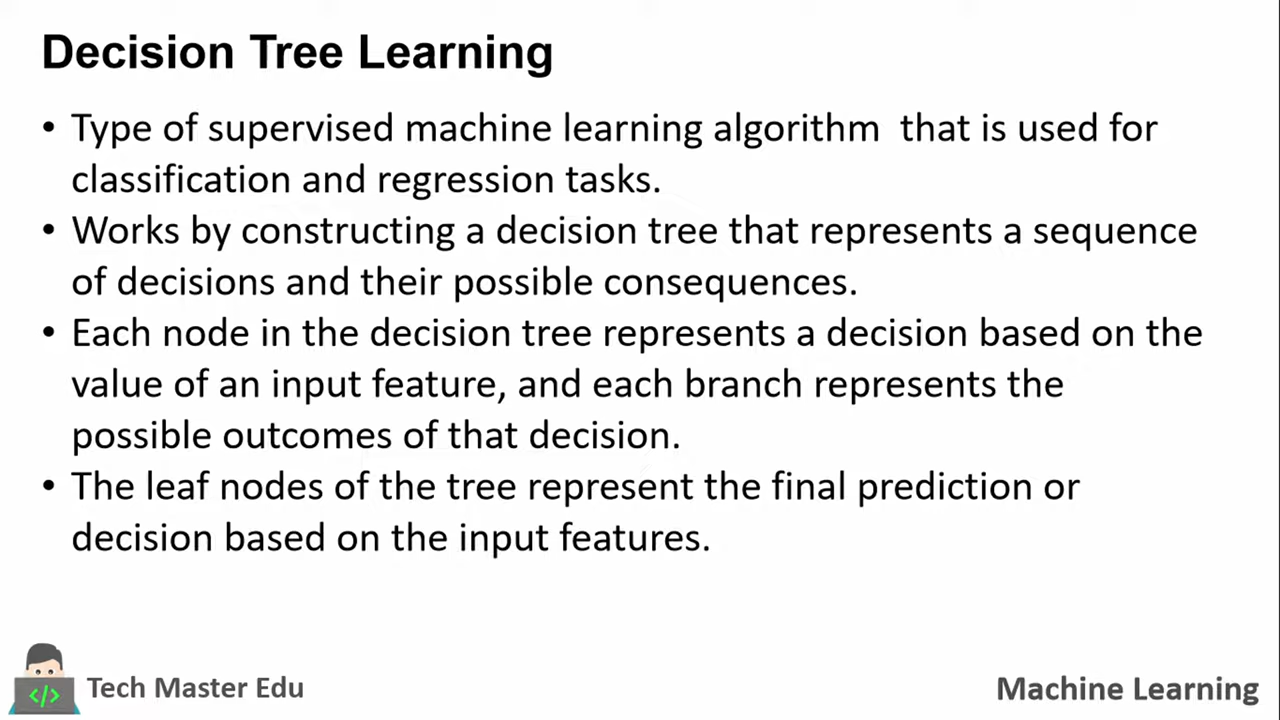 Decision Tree Learning
• Type of supervised machine learning algorithm  that is used for
classification and regression tasks.
• Works by constructing a decision tree that represents a sequence
of decisions and their possible consequences.
• Each node in the decision tree represents a decision based on the
value of an input feature, and each branch represents the
possible outcomes of that decision.
• The leaf nodes of the tree represent the final prediction or
decision based on the input features.
</>
Tech Master Edu
Machine Learning